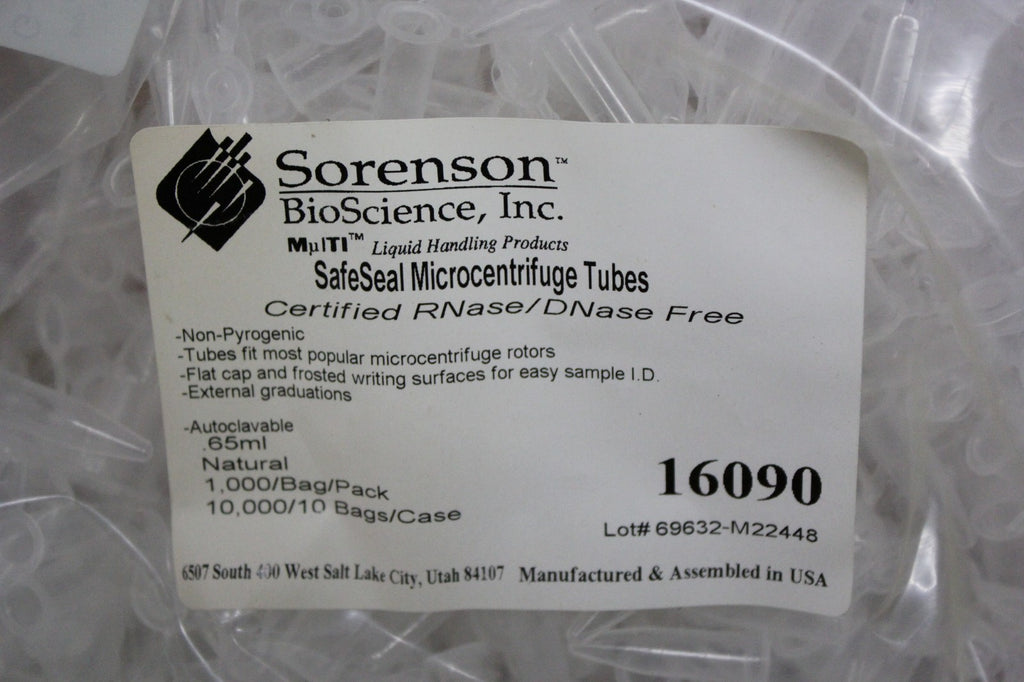 Sorenson™
BioScience, Inc.
MµlTI™ Liquid Handling Products
SafeSeal Microcentrifuge Tubes
Certified RNase/DNase Free
-Non-Pyrogenic
-Tubes fit most popular microcentrifuge rotors
-Flat cap and frosted writing surfaces for easy sample I.D.
-External graduations
-Autoclavable
.65ml
Natural
1,000/Bag/Pack
10,000/10 Bags/Case
16090
Lot# 69632-M22448
6507 South 400 West Salt Lake City, Utah 84107 Manufactured & Assembled in USA